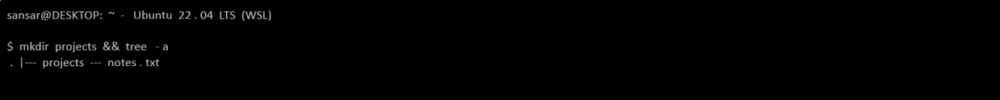 sansar@DESKTOP: ~ - Ubuntu 22.04 LTS (WSL)
$ mkdir projects && tree -a
. |--- projects --- notes.txt